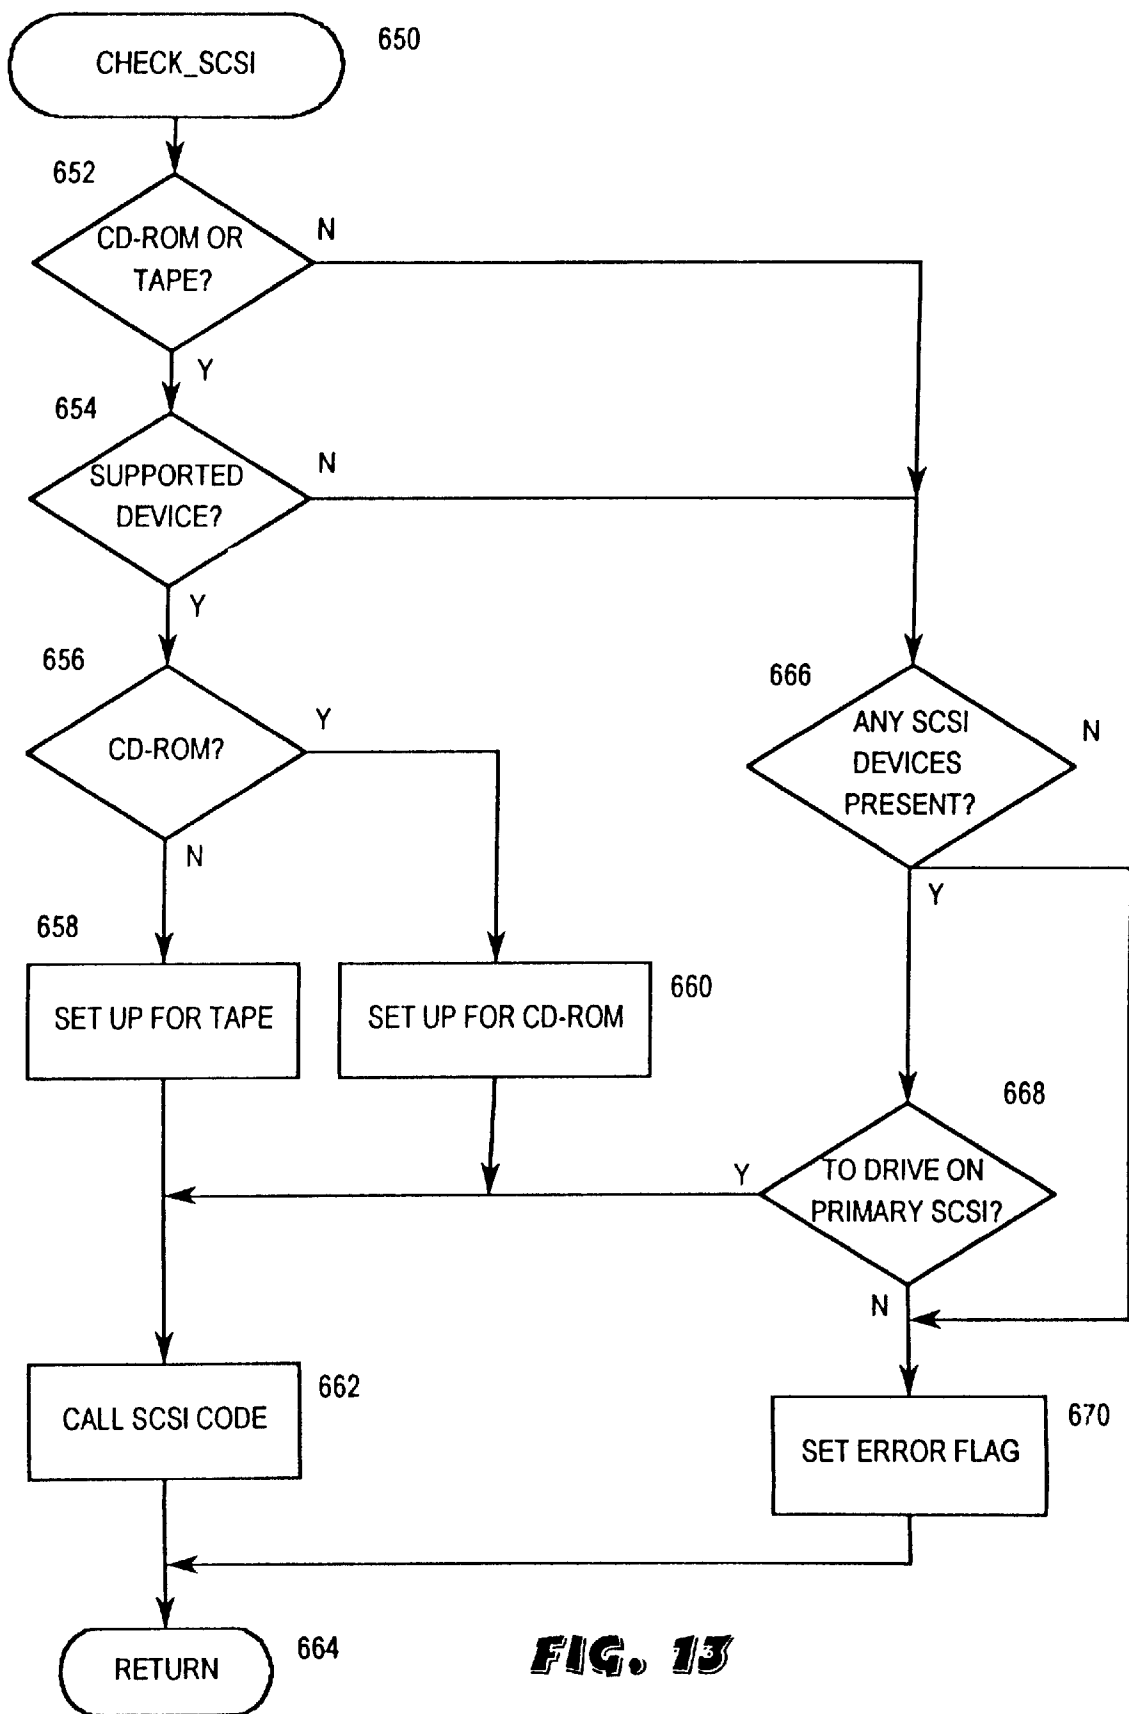 CHECK_SCSI
650
652
CD-ROM OR
TAPE?
N
Y
654
SUPPORTED
DEVICE?
N
Y
656
CD-ROM?
Y
N
666
ANY SCSI
DEVICES
PRESENT?
N
Y
658
SET UP FOR TAPE
SET UP FOR CD-ROM
660
668
TO DRIVE ON
PRIMARY SCSI?
Y
N
CALL SCSI CODE
662
SET ERROR FLAG
670
RETURN
664
FIG. 13